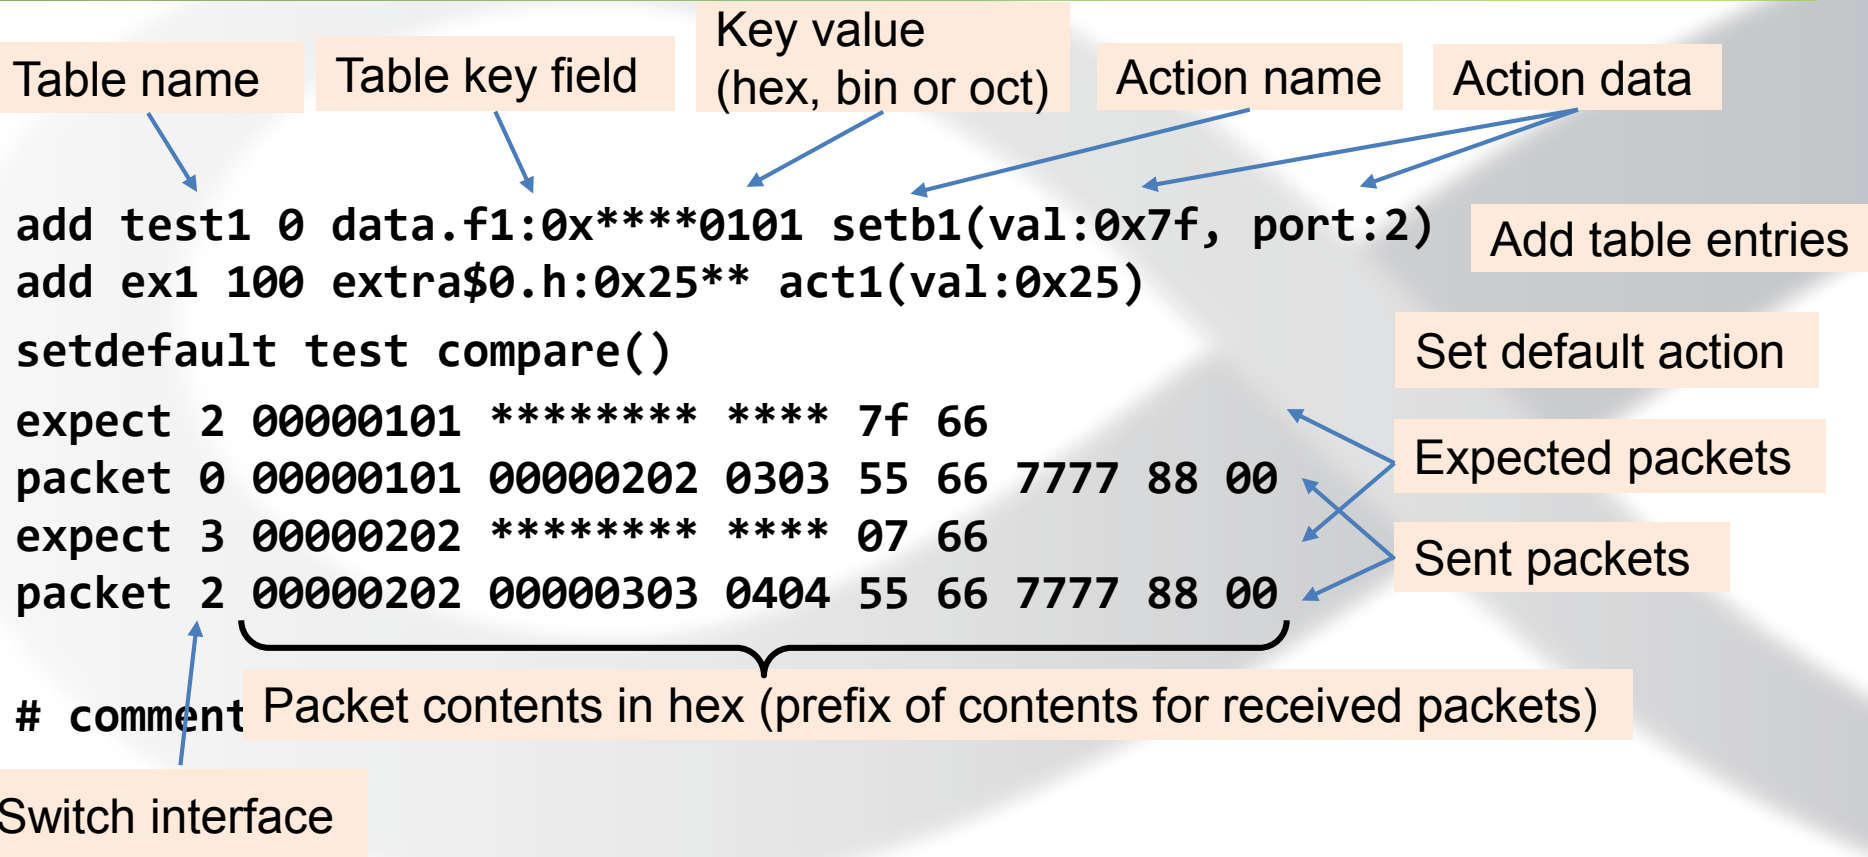 Key value
Table name Table key field (hex, bin or oct) Action name Action data
add test1 0 data.f1:0x****0101 setb1(val:0x7f, port:2)
Add table entries
add ex1 100 extra$0.h:0x25** act1(val:0x25)
setdefault test compare() Set default action
expect 2 00000101 ******** **** 7f 66
Expected packets
packet 0 00000101 00000202 0303 55 66 7777 88 00
expect 3 00000202 ******** **** 07 66
Sent packets
packet 2 00000202 00000303 0404 55 66 7777 88 00
# comment Packet contents in hex (prefix of contents for received packets)
Switch interface